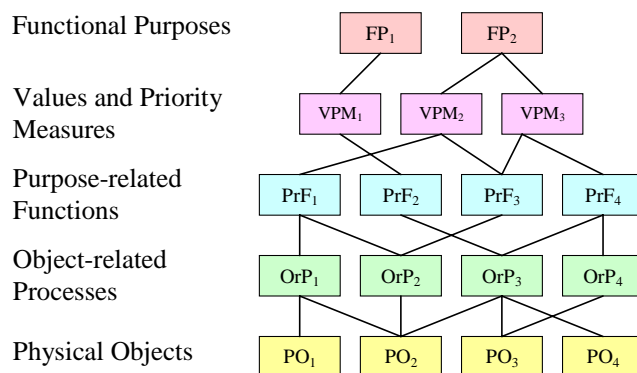 Functional Purposes
FP₁ FP₂
Values and Priority
Measures
VPM₁ VPM₂ VPM₃
Purpose-related
Functions
PrF₁ PrF₂ PrF₃ PrF₄
Object-related
Processes
OrP₁ OrP₂ OrP₃ OrP₄
Physical Objects
PO₁ PO₂ PO₃ PO₄